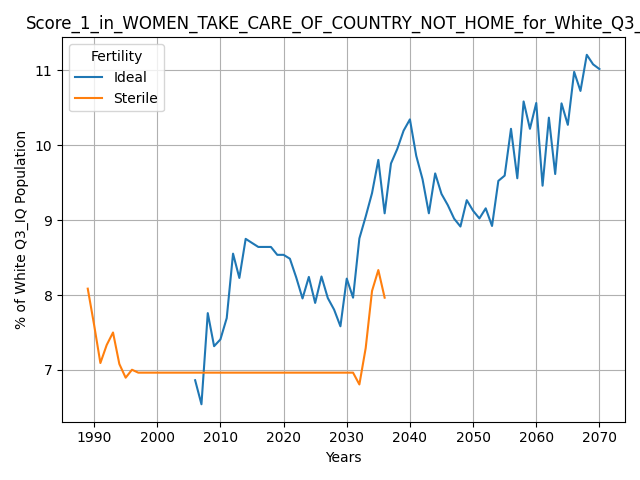 Score_1_in_WOMEN_TAKE_CARE_OF_COUNTRY_NOT_HOME_for_White_Q3_
Fertility
Ideal
Sterile
11
10
9
8
7
% of White Q3_IQ Population
1990 2000 2010 2020 2030 2040 2050 2060 2070
Years